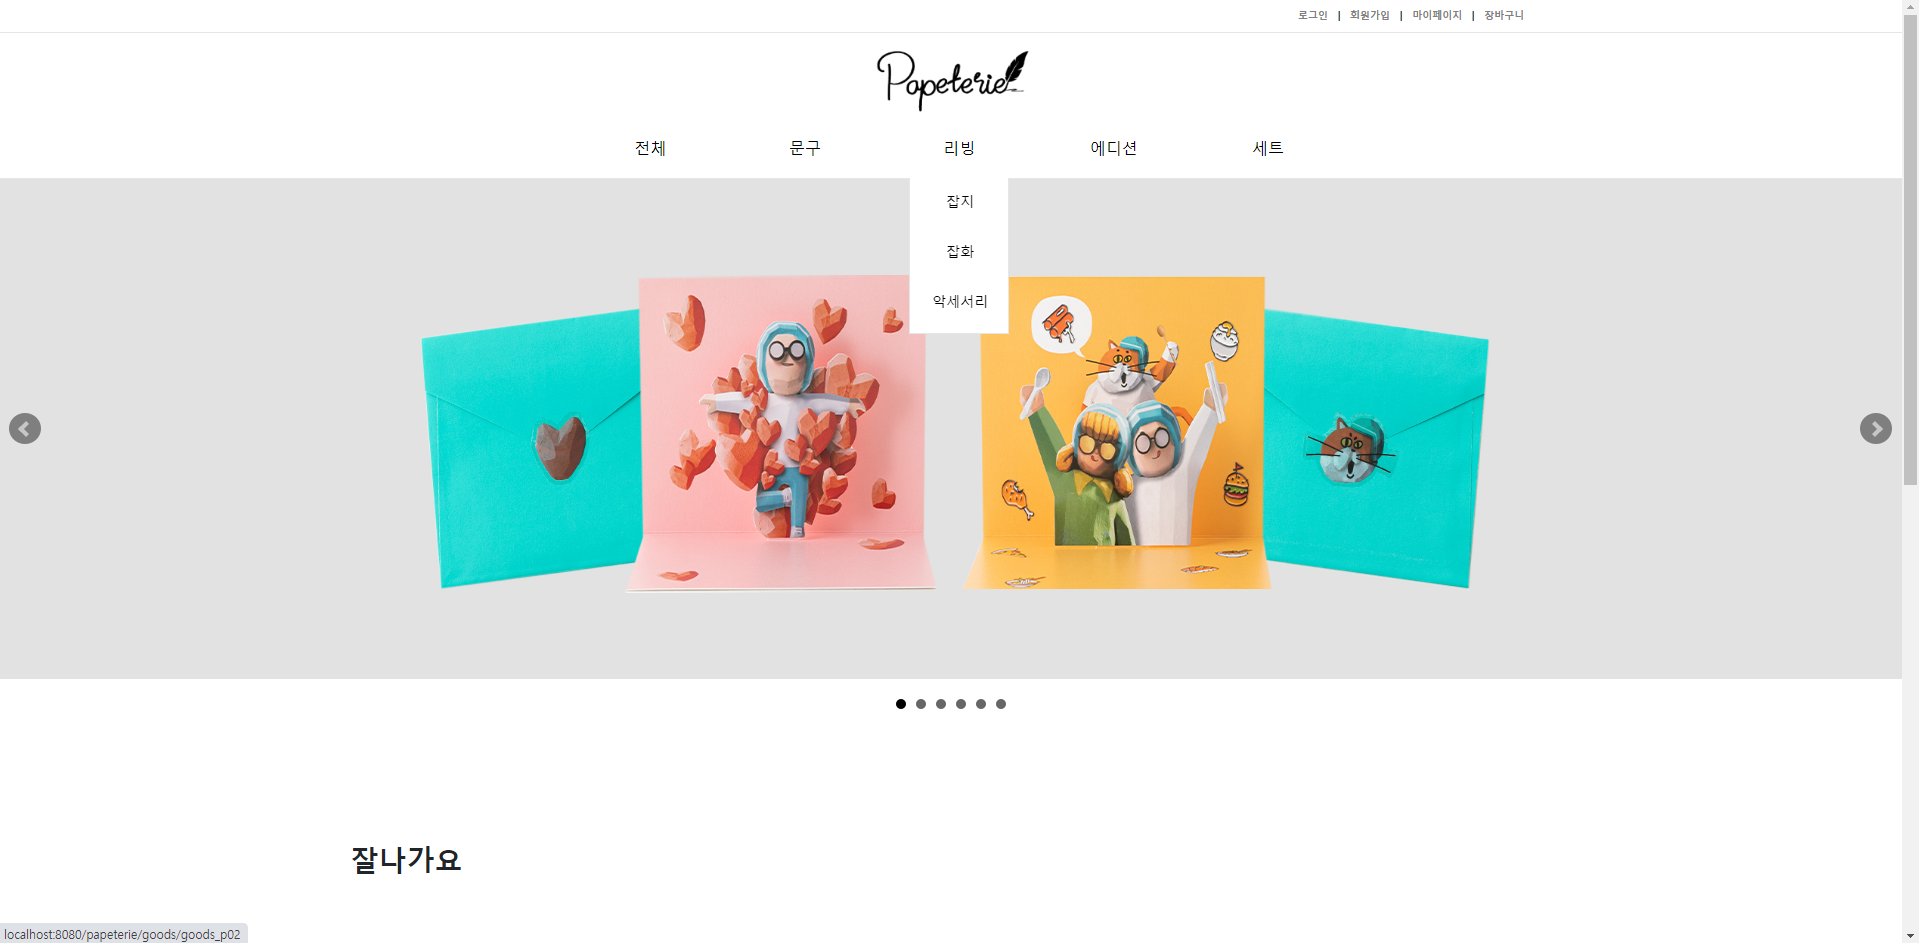 로그인 | 회원가입 | 마이페이지 | 장바구니
Papeterie
전체 문구 리빙 에디션 세트
잡지
잡화
악세서리
잘나가요
localhost:8080/papeterie/goods/goods_p02